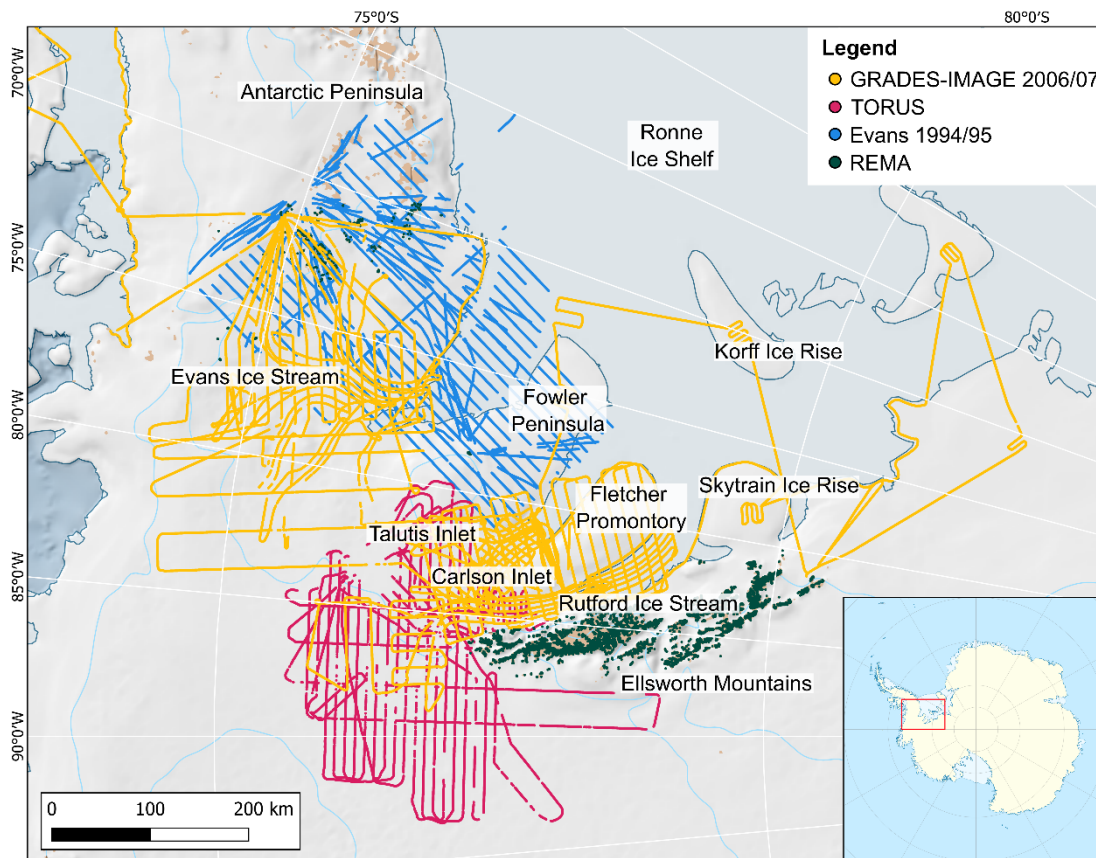 75°0'S
80°0'S
70°0'W
75°0'W
80°0'W
85°0'W
90°0'W
Legend
GRADES-IMAGE 2006/07
TORUS
Evans 1994/95
REMA
Antarctic Peninsula
Ronne
Ice Shelf
Korff Ice Rise
Evans Ice Stream
Fowler
Peninsula
Skytrain Ice Rise
Fletcher
Promontory
Talutis Inlet
Carlson Inlet
Rutford Ice Stream
Ellsworth Mountains
0 100 200 km